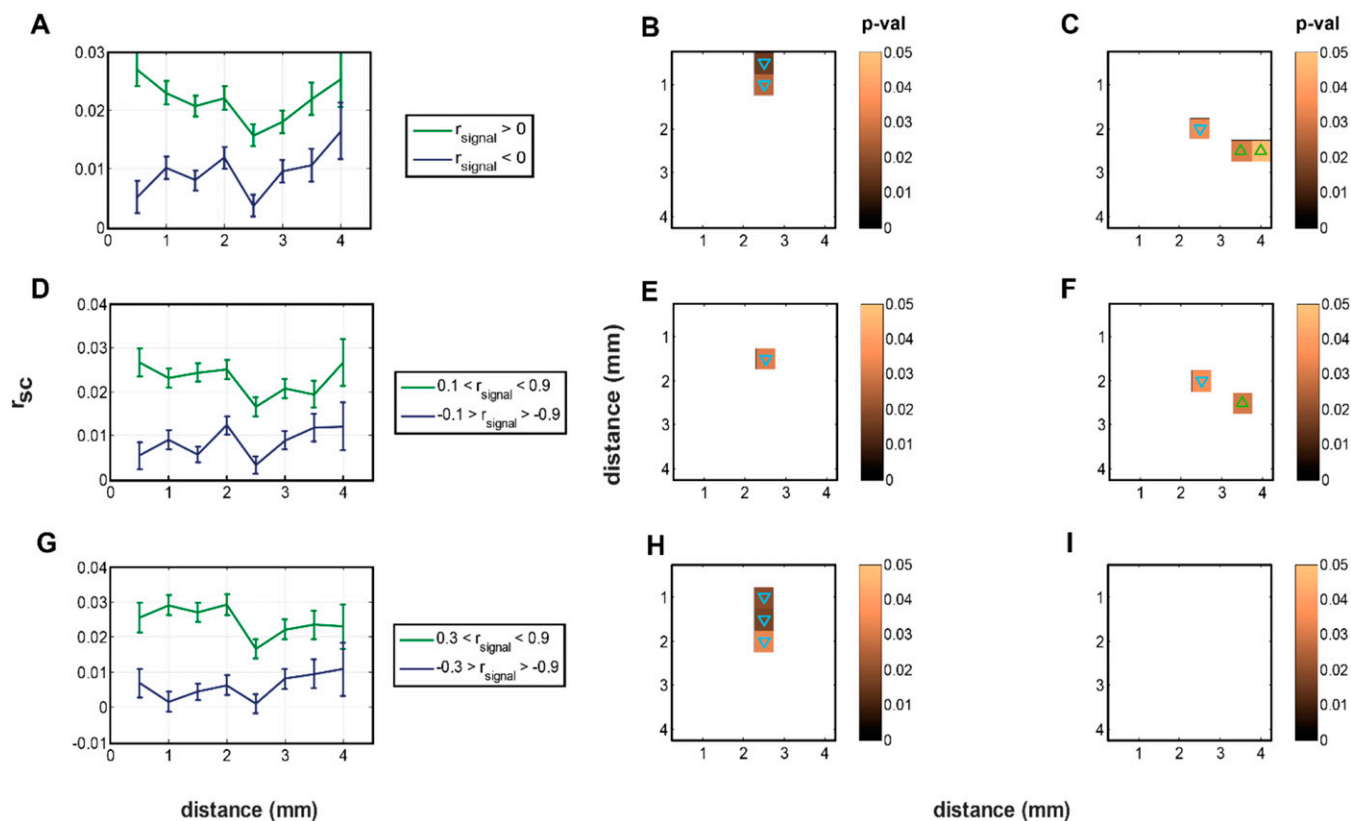 A
0.03
0.02
0.01
0
0 1 2 3 4
r_signal > 0
r_signal < 0
B
p-val
1
2
3
4
1 2 3 4
0.05
0.04
0.03
0.02
0.01
0
C
p-val
1
2
3
4
1 2 3 4
0.05
0.04
0.03
0.02
0.01
0
D
0.04
0.03
0.02
0.01
0
0 1 2 3 4
r_sc
0.1 < r_signal < 0.9
-0.1 > r_signal > -0.9
distance (mm)
E
1
2
3
4
1 2 3 4
0.05
0.04
0.03
0.02
0.01
0
F
1
2
3
4
1 2 3 4
0.05
0.04
0.03
0.02
0.01
0
G
0.04
0.03
0.02
0.01
0
-0.01
0 1 2 3 4
0.3 < r_signal < 0.9
-0.3 > r_signal > -0.9
H
1
2
3
4
1 2 3 4
0.05
0.04
0.03
0.02
0.01
0
I
1
2
3
4
1 2 3 4
0.05
0.04
0.03
0.02
0.01
0
distance (mm)
distance (mm)